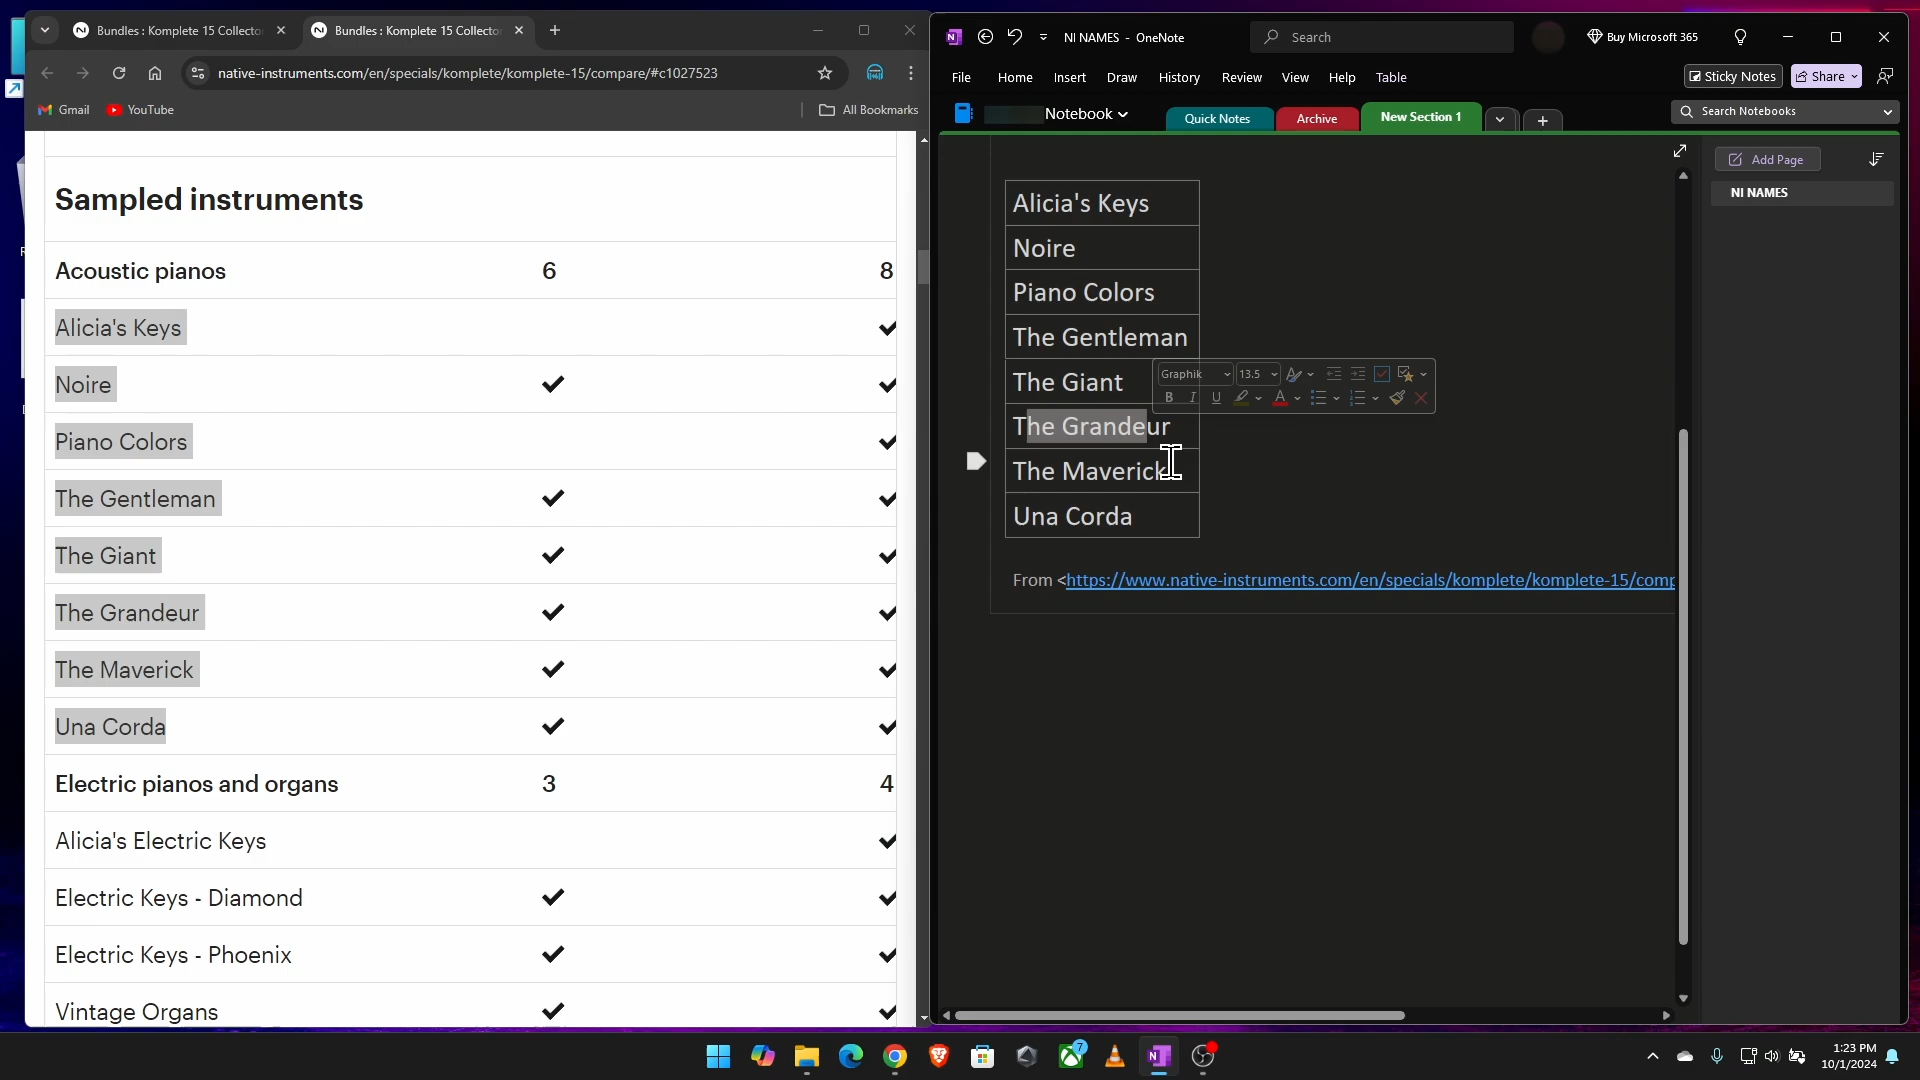 Bundles : Komplete 15 Collecto
Bundles : Komplete 15 Collecto
native-instruments.com/en/specials/komplete/komplete-15/compare/#c1027523
Gmail
YouTube
All Bookmarks
Sampled instruments
Acoustic pianos 6 8
Alicia's Keys
Noire
Piano Colors
The Gentleman
The Giant
The Grandeur
The Maverick
Una Corda
Electric pianos and organs 3 4
Alicia's Electric Keys
Electric Keys - Diamond
Electric Keys - Phoenix
Vintage Organs
NI NAMES - OneNote
Search
Buy Microsoft 365
File Home Insert Draw History Review View Help Table
Sticky Notes
Share
Notebook
Quick Notes
Archive
New Section 1
Search Notebooks
Add Page
NI NAMES
Alicia's Keys
Noire
Piano Colors
The Gentleman
The Giant
The Grandeur
The Maverick
Una Corda
Graphik 13.5
B I U
From <https://www.native-instruments.com/en/specials/komplete/komplete-15/comp
7
1:23 PM
10/1/2024